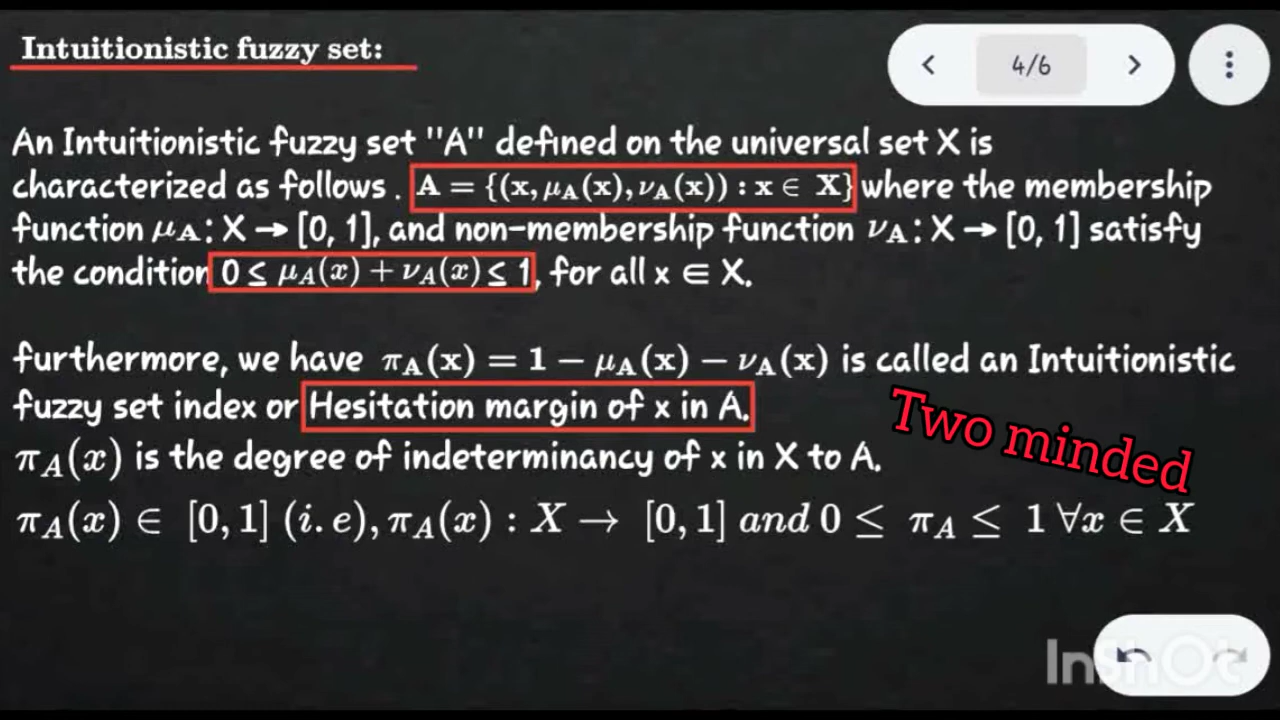 Intuitionistic fuzzy set:
4/6
An Intuitionistic fuzzy set "A" defined on the universal set X is
characterized as follows . A = {(x, μA(x), νA(x)) : x ∈ X} where the membership
function μA : X → [0, 1], and non-membership function νA : X → [0, 1] satisfy
the condition 0 ≤ μA(x) + νA(x) ≤ 1, for all x ∈ X.
furthermore, we have πA(x) = 1 − μA(x) − νA(x) is called an Intuitionistic
fuzzy set index or Hesitation margin of x in A.
Two minded
πA(x) is the degree of indeterminancy of x in X to A.
πA(x) ∈ [0, 1] (i. e), πA(x) : X → [0, 1] and 0 ≤ πA ≤ 1 ∀x ∈ X
InShOt